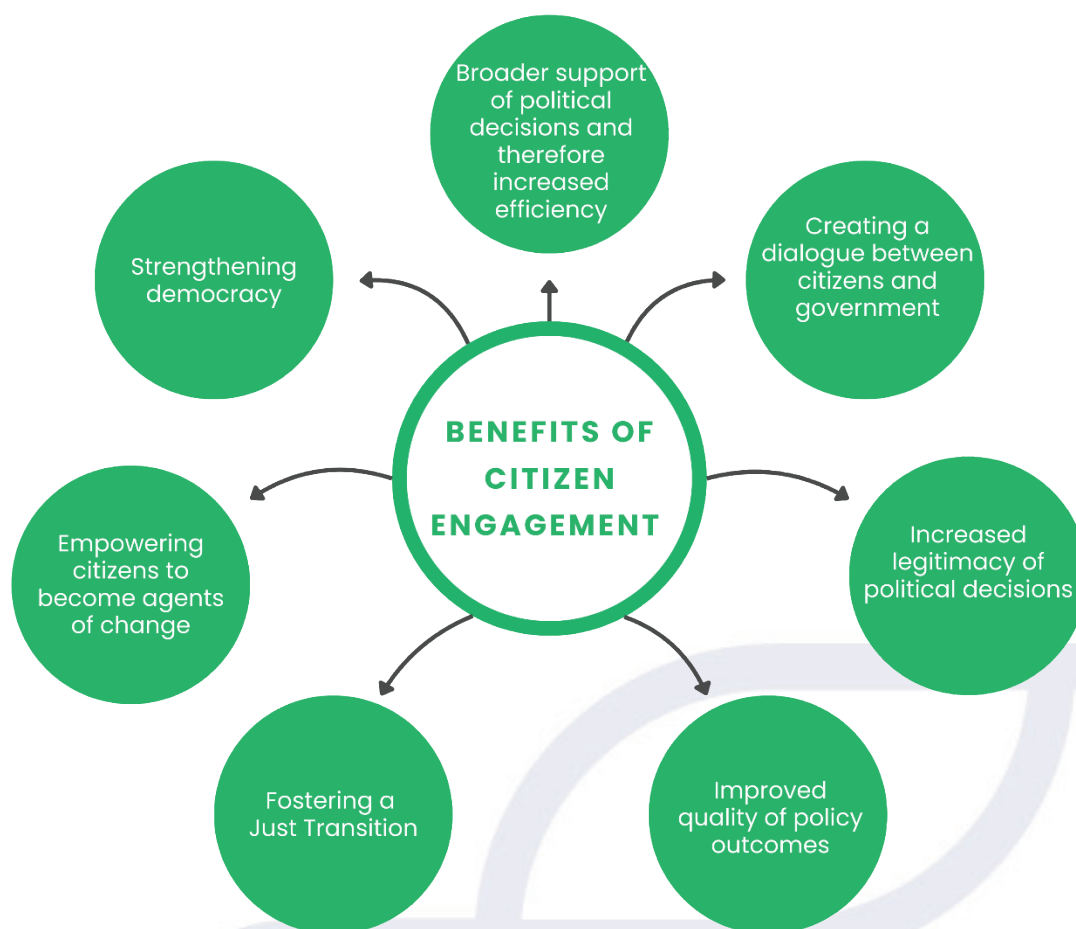 Broader support
of political
decisions and
therefore
increased
efficiency
Creating a
dialogue between
citizens and
government
Strengthening
democracy
BENEFITS OF
CITIZEN
ENGAGEMENT
Increased
legitimacy of
political decisions
Empowering
citizens to
become agents
of change
Fostering a
Just Transition
Improved
quality of policy
outcomes